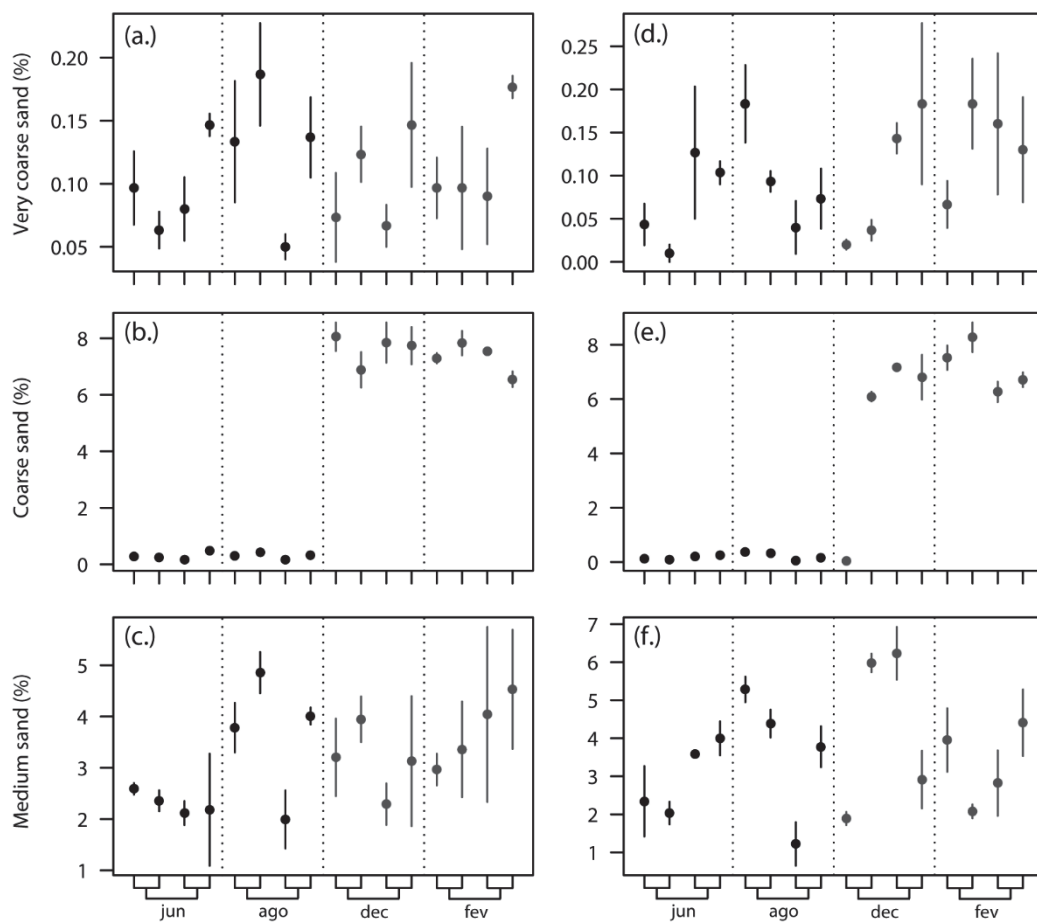 (a.)
(d.)
Very coarse sand (%)
0.20
0.15
0.10
0.05
0.25
0.20
0.15
0.10
0.05
0.00
(b.)
(e.)
Coarse sand (%)
8
6
4
2
0
8
6
4
2
0
(c.)
(f.)
Medium sand (%)
5
4
3
2
1
7
6
5
4
3
2
1
jun ago dec fev
jun ago dec fev